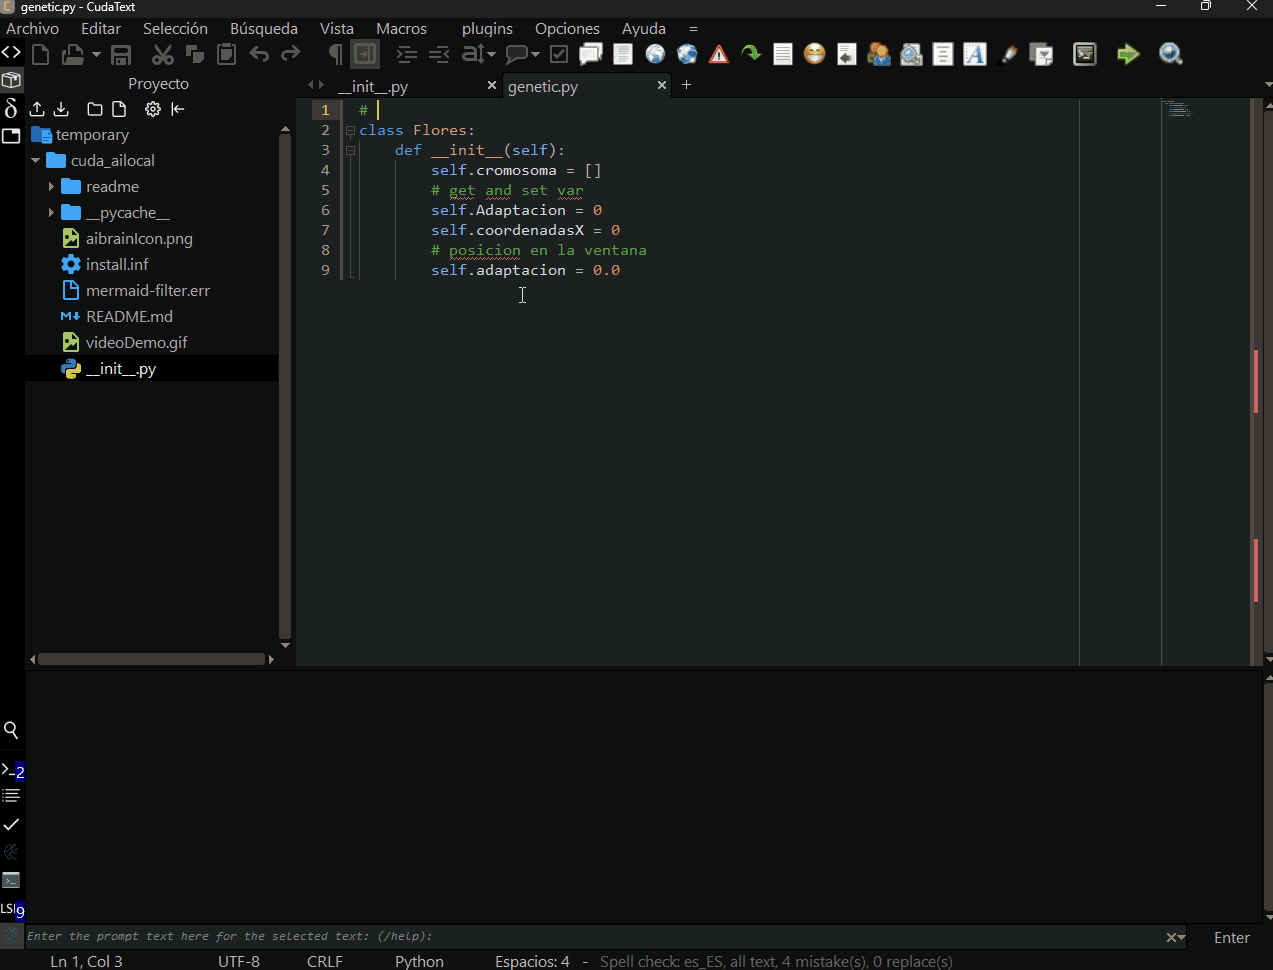 genetic.py - CudaText
Archivo Editar Selección Búsqueda Vista Macros plugins Opciones Ayuda =
Proyecto
__init__.py
genetic.py
temporary
cuda_ailocal
readme
__pycache__
aibrainIcon.png
install.inf
mermaid-filter.err
README.md
videoDemo.gif
__init__.py
1 #
2 class Flores:
3 def __init__(self):
4 self.cromosoma = []
5 # get and set var
6 self.Adaptacion = 0
7 self.coordenadasX = 0
8 # posicion en la ventana
9 self.adaptacion = 0.0
2
LSP
9
Enter the prompt text here for the selected text: (/help):
Enter
Ln 1, Col 3 UTF-8 CRLF Python Espacios: 4 - Spell check: es_ES, all text, 4 mistake(s), 0 replace(s)